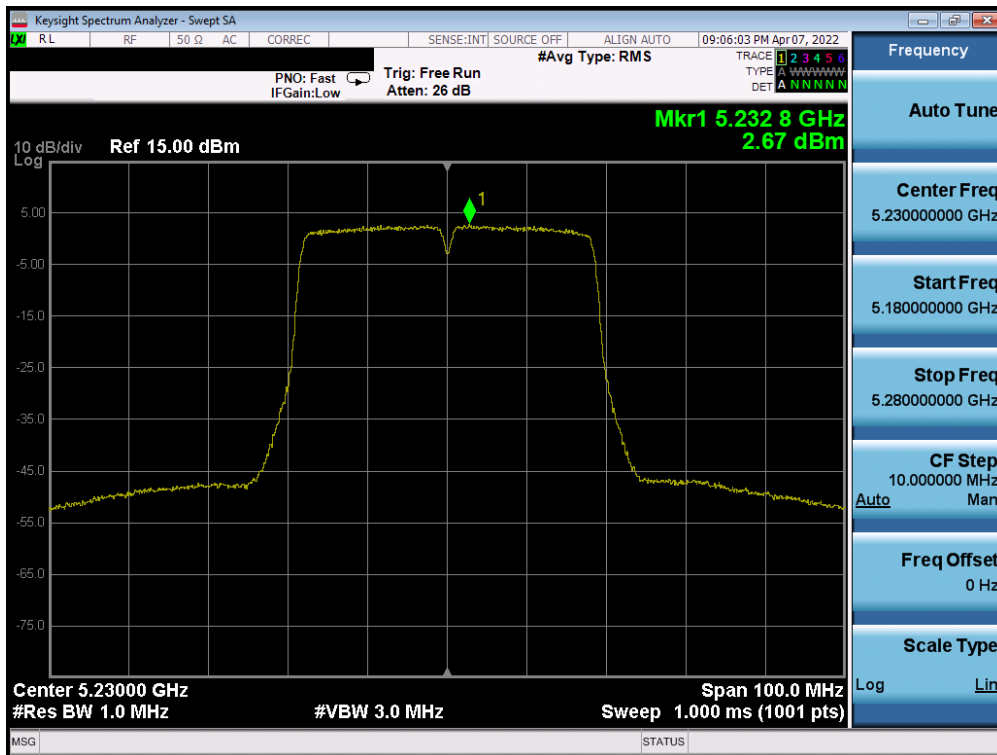 Keysight Spectrum Analyzer - Swept SA
LXI RL RF 50 Ω AC CORREC SENSE:INT SOURCE OFF ALIGN AUTO 09:06:03 PM Apr 07, 2022
PNO: Fast
IFGain:Low
Trig: Free Run
Atten: 26 dB
#Avg Type: RMS
TRACE 1 2 3 4 5 6
TYPE A WWWWW
DET A N N N N N
Mkr1 5.232 8 GHz
2.67 dBm
10 dB/div
Log
Ref 15.00 dBm
1
5.00
-5.00
-15.0
-25.0
-35.0
-45.0
-55.0
-65.0
-75.0
Center 5.23000 GHz
Span 100.0 MHz
#Res BW 1.0 MHz
#VBW 3.0 MHz
Sweep 1.000 ms (1001 pts)
MSG
STATUS
Frequency
Auto Tune
Center Freq
5.230000000 GHz
Start Freq
5.180000000 GHz
Stop Freq
5.280000000 GHz
CF Step
10.000000 MHz
Auto Man
Freq Offset
0 Hz
Scale Type
Log Lin